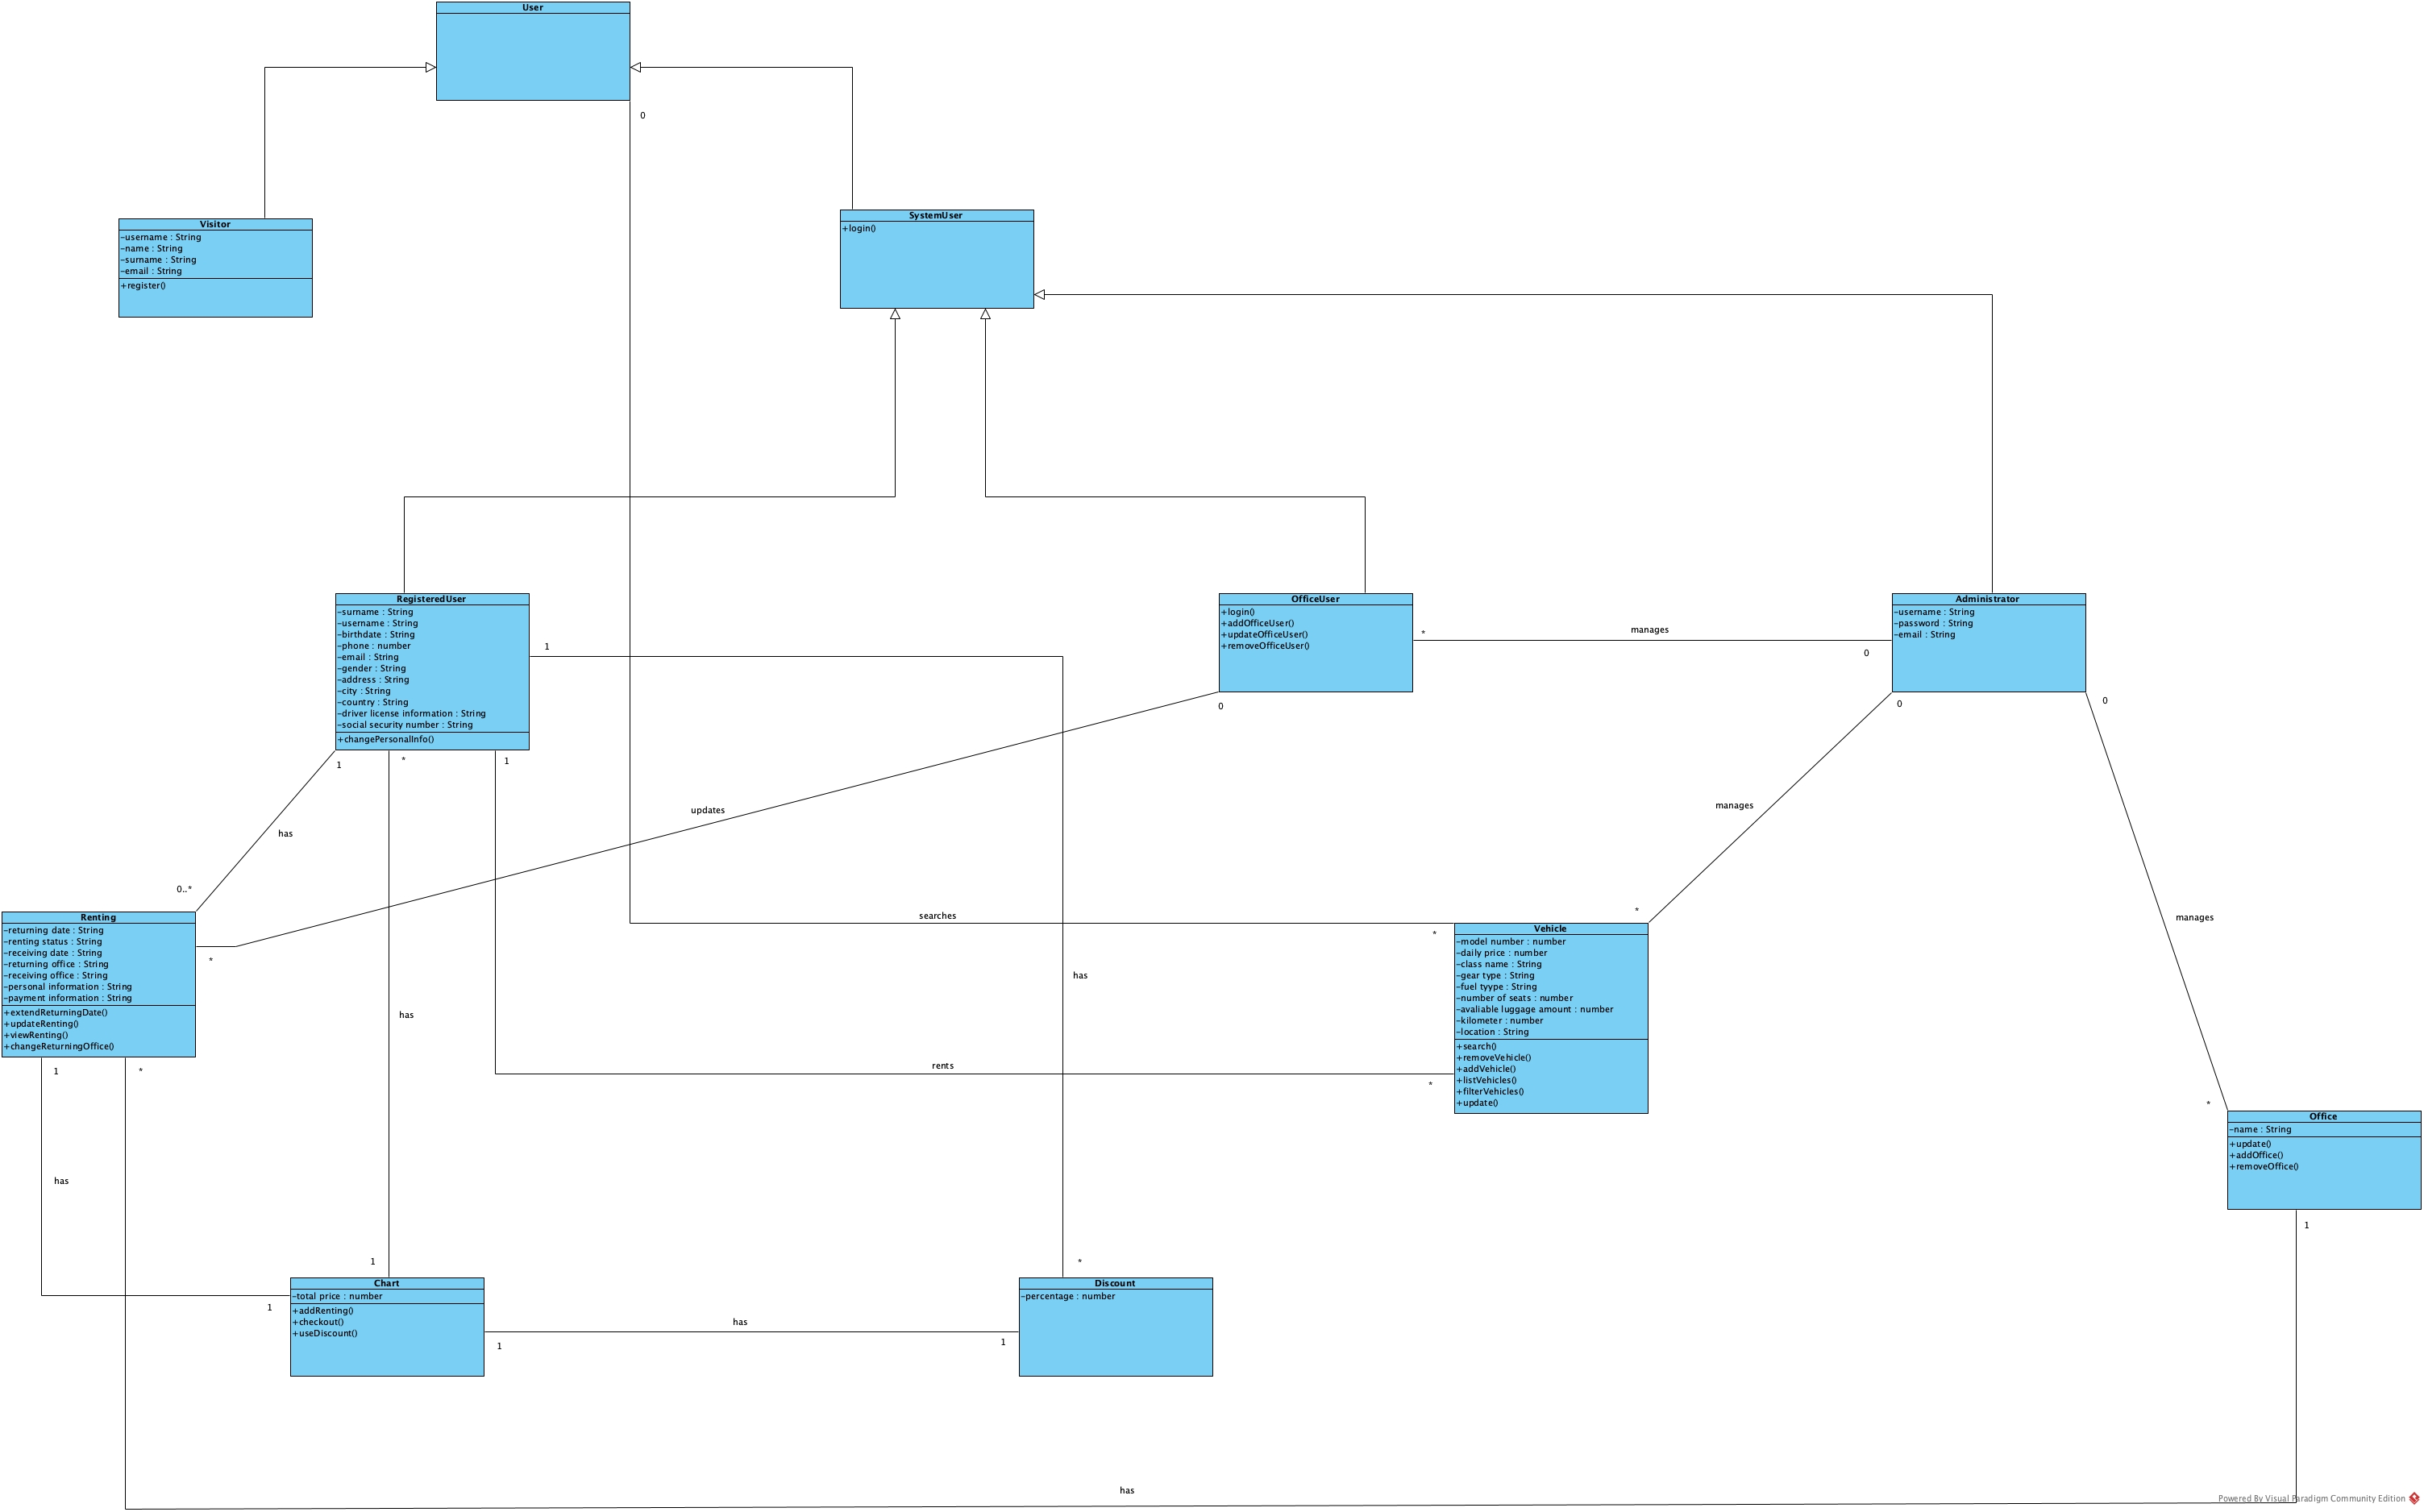 User
0
Visitor
-username : String
-name : String
-surname : String
-email : String
+register()
SystemUser
+login()
RegisteredUser
-surname : String
-username : String
-birthdate : String
-phone : number
-email : String
-gender : String
-address : String
-city : String
-country : String
-driver license information : String
-social security number : String
+changePersonalInfo()
1
OfficeUser
+login()
+addOfficeUser()
+updateOfficeUser()
+removeOfficeUser()
*
manages
0
Administrator
-username : String
-password : String
-email : String
0
0
0
1
*
1
updates
manages
has
0..*
searches
*
*
manages
Renting
-returning date : String
-renting status : String
-receiving date : String
-returning office : String
-receiving office : String
-personal information : String
-payment information : String
+extendReturningDate()
+updateRenting()
+viewRenting()
+changeReturningOffice()
*
has
has
Vehicle
-model number : number
-daily price : number
-class name : String
-gear type : String
-fuel tyype : String
-number of seats : number
-avaliable luggage amount : number
-kilometer : number
-location : String
+search()
+removeVehicle()
+addVehicle()
+listVehicles()
+filterVehicles()
+update()
1
*
rents
*
*
Office
-name : String
+update()
+addOffice()
+removeOffice()
1
has
1
*
Chart
-total price : number
+addRenting()
+checkout()
+useDiscount()
1
has
1
1
Discount
-percentage : number
has
Powered By Visual Paradigm Community Edition